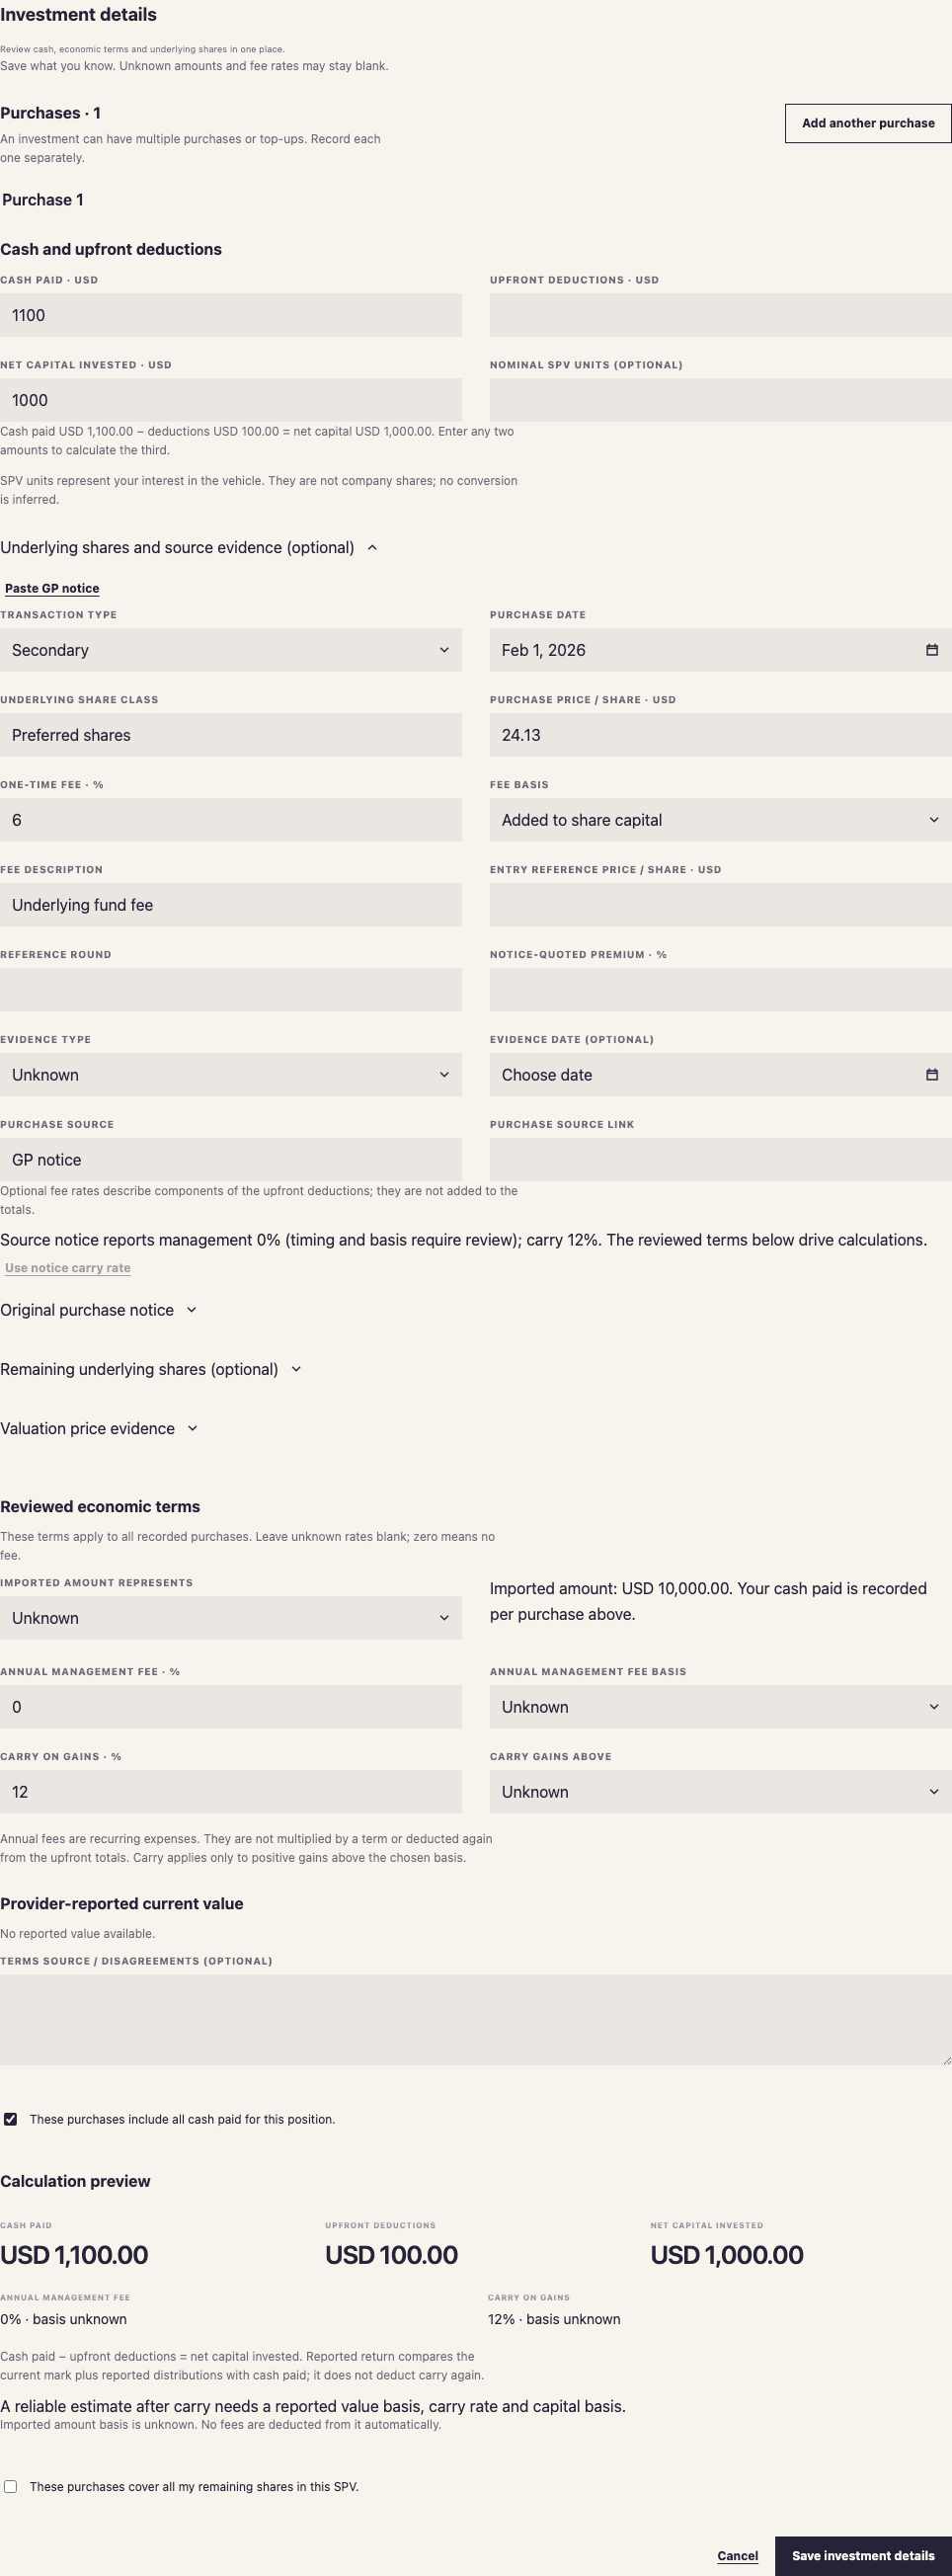 Investment details
Review cash, economic terms and underlying shares in one place.
Save what you know. Unknown amounts and fee rates may stay blank.
Purchases · 1
Add another purchase
An investment can have multiple purchases or top-ups. Record each
one separately.
Purchase 1
Cash and upfront deductions
CASH PAID · USD
UPFRONT DEDUCTIONS · USD
1100
NET CAPITAL INVESTED · USD
NOMINAL SPV UNITS (OPTIONAL)
1000
Cash paid USD 1,100.00 − deductions USD 100.00 = net capital USD 1,000.00. Enter any two
amounts to calculate the third.
SPV units represent your interest in the vehicle. They are not company shares; no conversion
is inferred.
Underlying shares and source evidence (optional)
Paste GP notice
TRANSACTION TYPE
PURCHASE DATE
Secondary
Feb 1, 2026
UNDERLYING SHARE CLASS
PURCHASE PRICE / SHARE · USD
Preferred shares
24.13
ONE-TIME FEE · %
FEE BASIS
6
Added to share capital
FEE DESCRIPTION
ENTRY REFERENCE PRICE / SHARE · USD
Underlying fund fee
REFERENCE ROUND
NOTICE-QUOTED PREMIUM · %
EVIDENCE TYPE
EVIDENCE DATE (OPTIONAL)
Unknown
Choose date
PURCHASE SOURCE
PURCHASE SOURCE LINK
GP notice
Optional fee rates describe components of the upfront deductions; they are not added to the
totals.
Source notice reports management 0% (timing and basis require review); carry 12%. The reviewed terms below drive calculations.
Use notice carry rate
Original purchase notice
Remaining underlying shares (optional)
Valuation price evidence
Reviewed economic terms
These terms apply to all recorded purchases. Leave unknown rates blank; zero means no
fee.
IMPORTED AMOUNT REPRESENTS
Unknown
Imported amount: USD 10,000.00. Your cash paid is recorded
per purchase above.
ANNUAL MANAGEMENT FEE · %
ANNUAL MANAGEMENT FEE BASIS
0
Unknown
CARRY ON GAINS · %
CARRY GAINS ABOVE
12
Unknown
Annual fees are recurring expenses. They are not multiplied by a term or deducted again
from the upfront totals. Carry applies only to positive gains above the chosen basis.
Provider-reported current value
No reported value available.
TERMS SOURCE / DISAGREEMENTS (OPTIONAL)
These purchases include all cash paid for this position.
Calculation preview
CASH PAID
UPFRONT DEDUCTIONS
NET CAPITAL INVESTED
USD 1,100.00
USD 100.00
USD 1,000.00
ANNUAL MANAGEMENT FEE
CARRY ON GAINS
0% · basis unknown
12% · basis unknown
Cash paid − upfront deductions = net capital invested. Reported return compares the
current mark plus reported distributions with cash paid; it does not deduct carry again.
A reliable estimate after carry needs a reported value basis, carry rate and capital basis.
Imported amount basis is unknown. No fees are deducted from it automatically.
These purchases cover all my remaining shares in this SPV.
Cancel
Save investment details